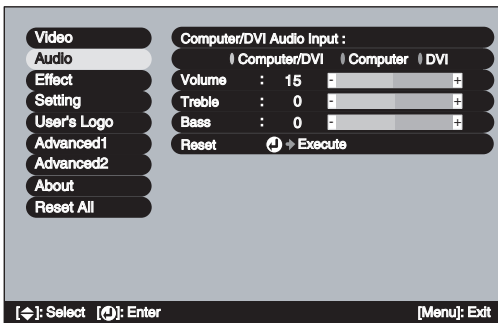 Video
Audio
Effect
Setting
User's Logo
Advanced1
Advanced2
About
Reset All
Computer/DVI Audio Input :
Computer/DVI Computer DVI
Volume : 15 - +
Treble : 0 - +
Bass : 0 - +
Reset Execute
[ ]: Select [ ]: Enter [Menu]: Exit